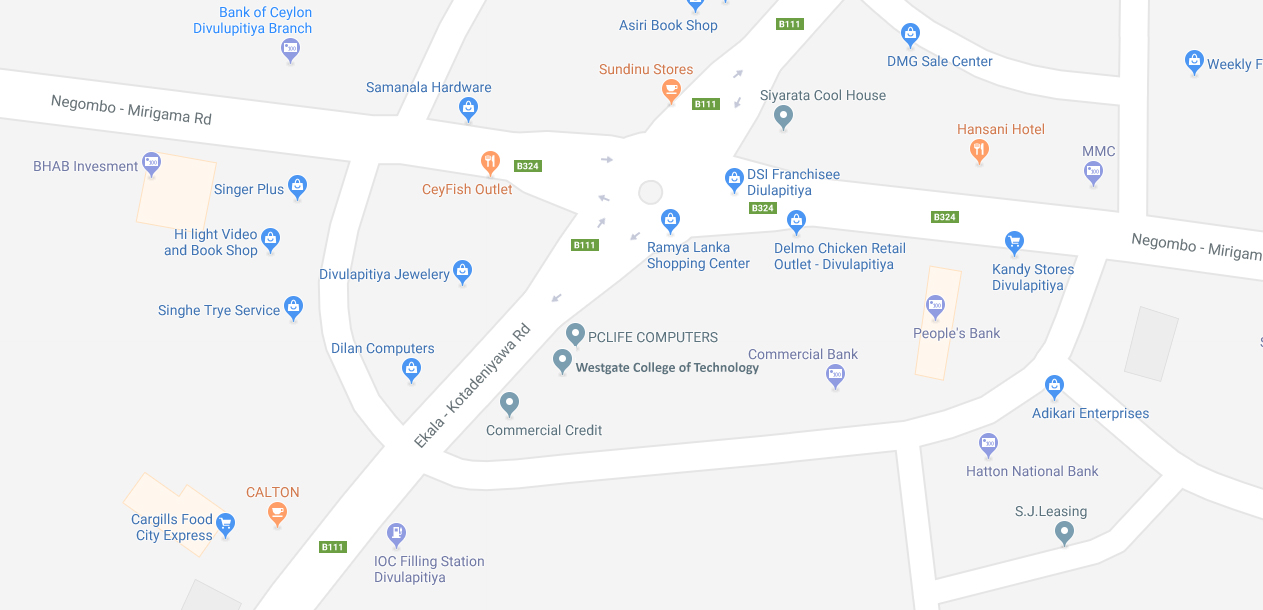 Bank of Ceylon
Divulupitiya Branch
Asiri Book Shop
B111
DMG Sale Center
Weekly F
Sundinu Stores
Samanala Hardware
Siyarata Cool House
B111
Negombo - Mirigama Rd
Hansani Hotel
MMC
BHAB Invesment
B324
CeyFish Outlet
Singer Plus
DSI Franchisee
Diulapitiya
B324
B324
Hi light Video
and Book Shop
B111
Ramya Lanka
Shopping Center
Delmo Chicken Retail
Outlet - Divulapitiya
Negombo - Mirigam
Kandy Stores
Divulapitiya
Divulapitiya Jewelery
Singhe Trye Service
PCLIFE COMPUTERS
People's Bank
S
Dilan Computers
Commercial Bank
Westgate College of Technology
Ekala - Kotadeniyawa Rd
Commercial Credit
Adikari Enterprises
Hatton National Bank
CALTON
Cargills Food
City Express
S.J.Leasing
B111
IOC Filling Station
Divulapitiya